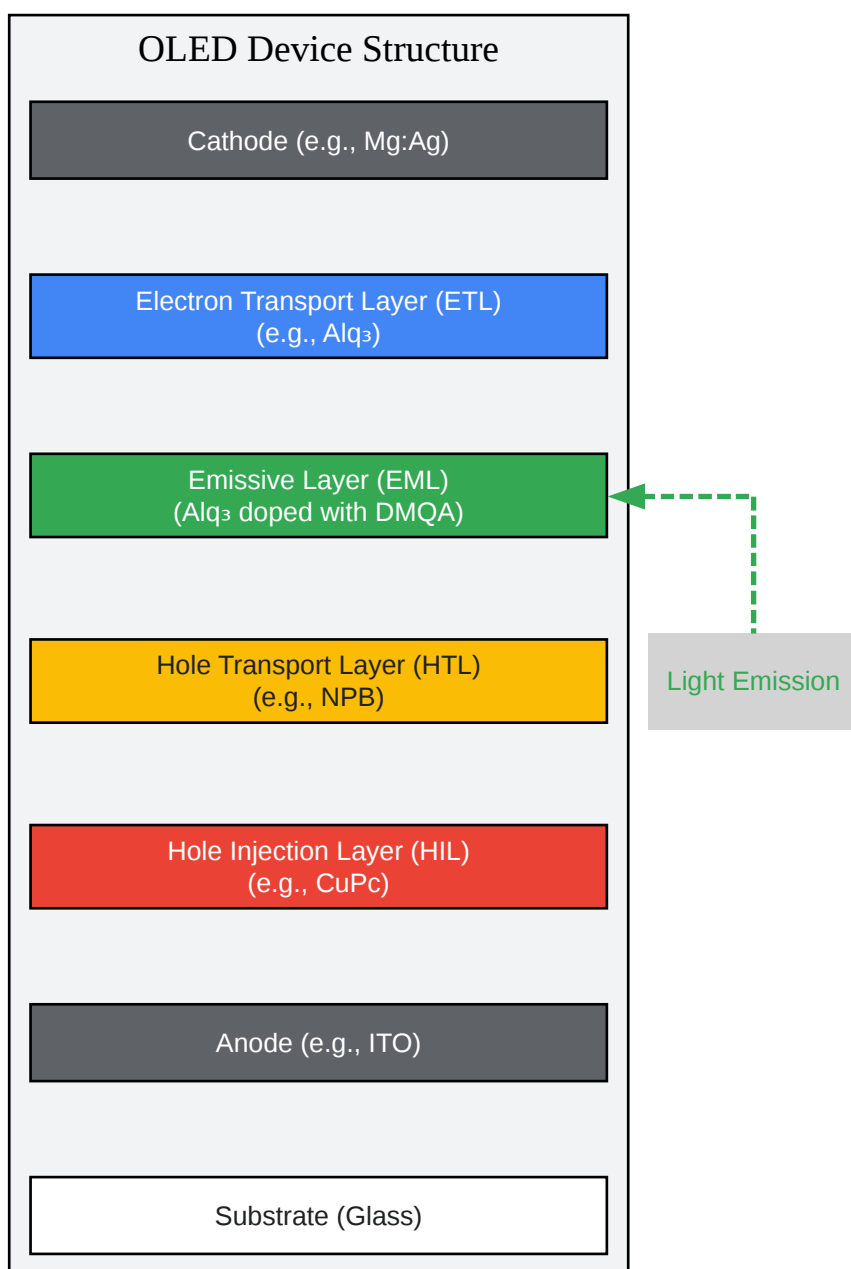 OLED Device Structure
Cathode (e.g., Mg:Ag)
Electron Transport Layer (ETL)
(e.g., Alq₃)
Emissive Layer (EML)
(Alq₃ doped with DMQA)
Hole Transport Layer (HTL)
(e.g., NPB)
Light Emission
Hole Injection Layer (HIL)
(e.g., CuPc)
Anode (e.g., ITO)
Substrate (Glass)